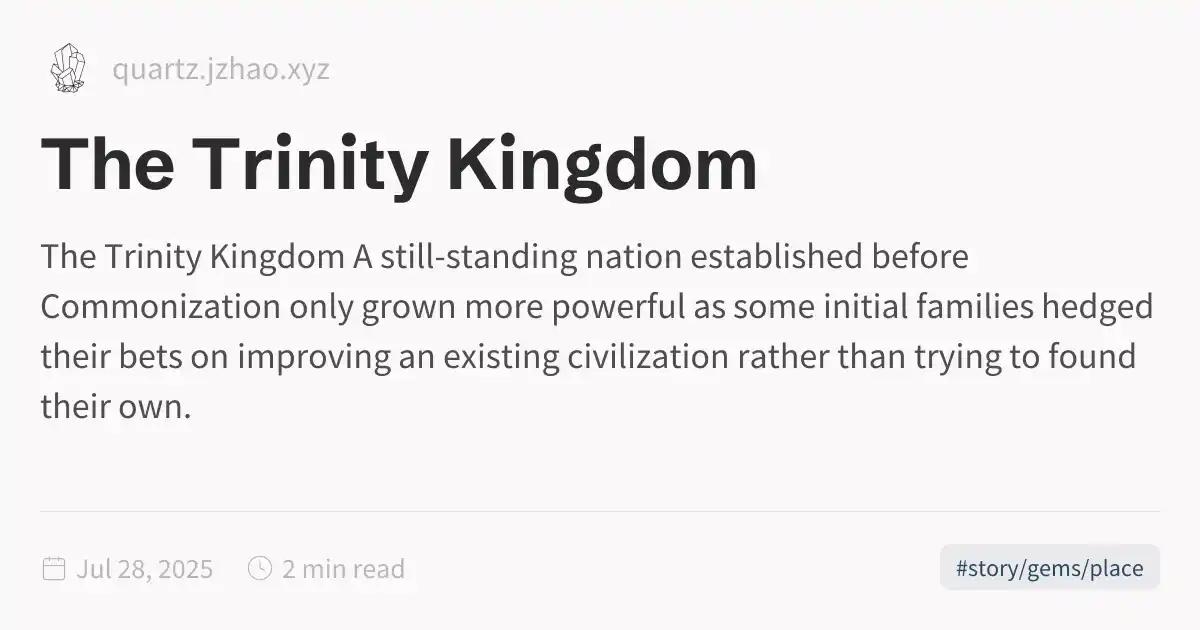 quartz.jzhao.xyz
The Trinity Kingdom
The Trinity Kingdom A still-standing nation established before
Commonization only grown more powerful as some initial families hedged
their bets on improving an existing civilization rather than trying to found
their own.
Jul 28, 2025 2 min read #story/gems/place